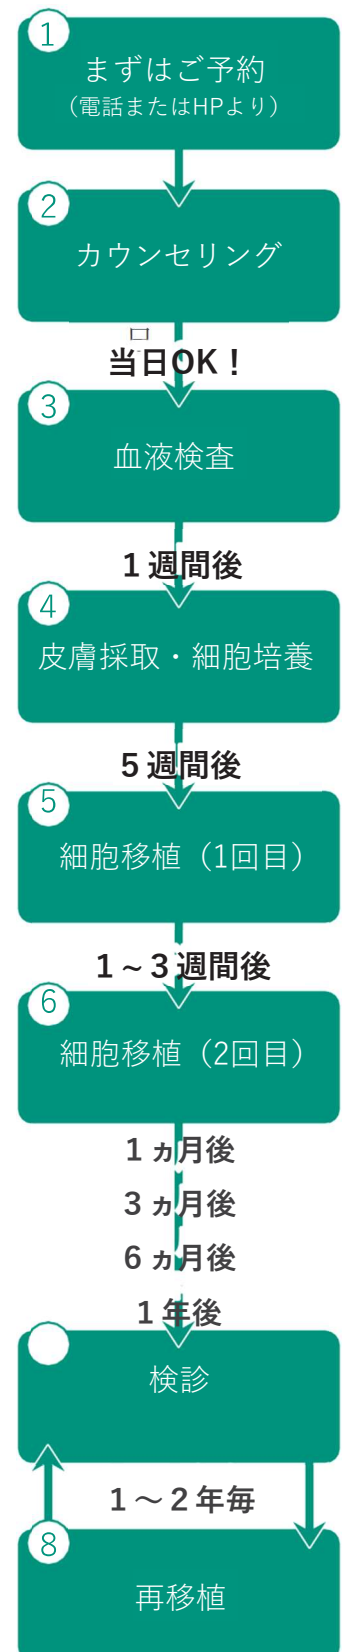 1
まずはご予約
（電話またはHPより）
2
カウンセリング
当日OK！
3
血液検査
1週間後
4
皮膚採取・細胞培養
5週間後
5
細胞移植（1回目）
1~3週間後
6
細胞移植（2回目）
1ヵ月後
3ヵ月後
6ヵ月後
1年後
検診
1～2年毎
8
再移植